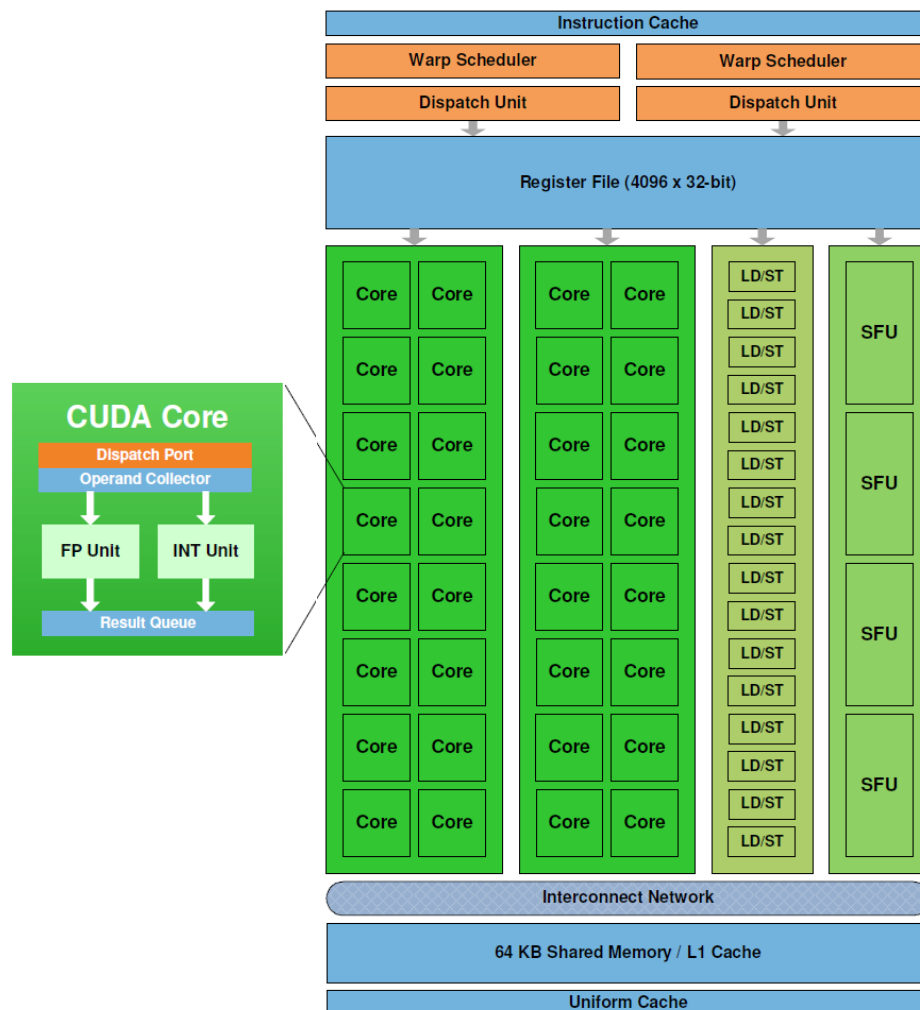 Instruction Cache
Warp Scheduler
Warp Scheduler
Dispatch Unit
Dispatch Unit
Register File (4096 x 32-bit)
Core Core Core Core LD/ST SFU
LD/ST
Core Core Core Core LD/ST
LD/ST
Core Core Core Core LD/ST SFU
LD/ST
Core Core Core Core LD/ST
LD/ST
Core Core Core Core LD/ST SFU
LD/ST
Core Core Core Core LD/ST
LD/ST
Core Core Core Core LD/ST SFU
LD/ST
Core Core Core Core LD/ST
LD/ST
CUDA Core
Dispatch Port
Operand Collector
FP Unit
INT Unit
Result Queue
Interconnect Network
64 KB Shared Memory / L1 Cache
Uniform Cache